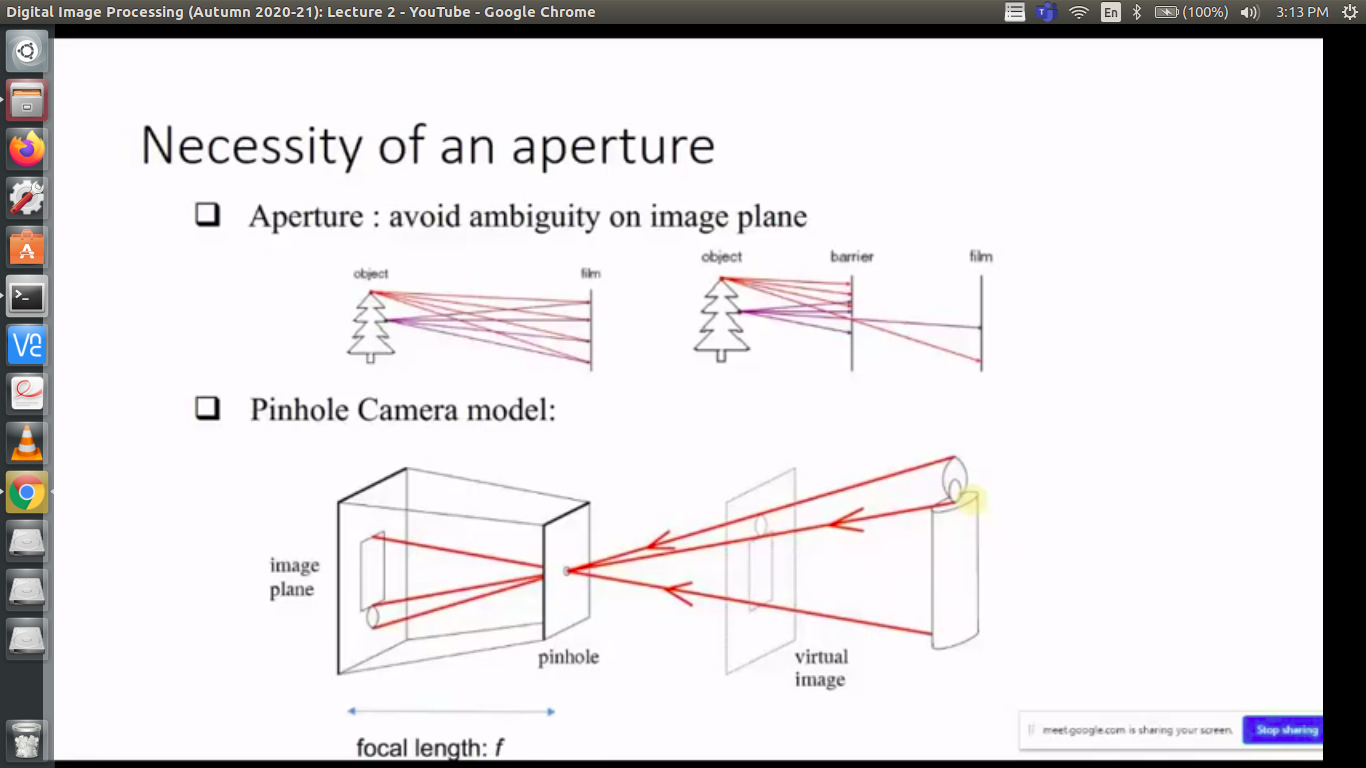 Digital Image Processing (Autumn 2020-21): Lecture 2 - YouTube - Google Chrome
En
(100%)
3:13 PM
Necessity of an aperture
Aperture : avoid ambiguity on image plane
object film
object barrier film
Pinhole Camera model:
image
plane
pinhole
virtual
image
focal length: f
meet.google.com is sharing your screen.
Stop sharing